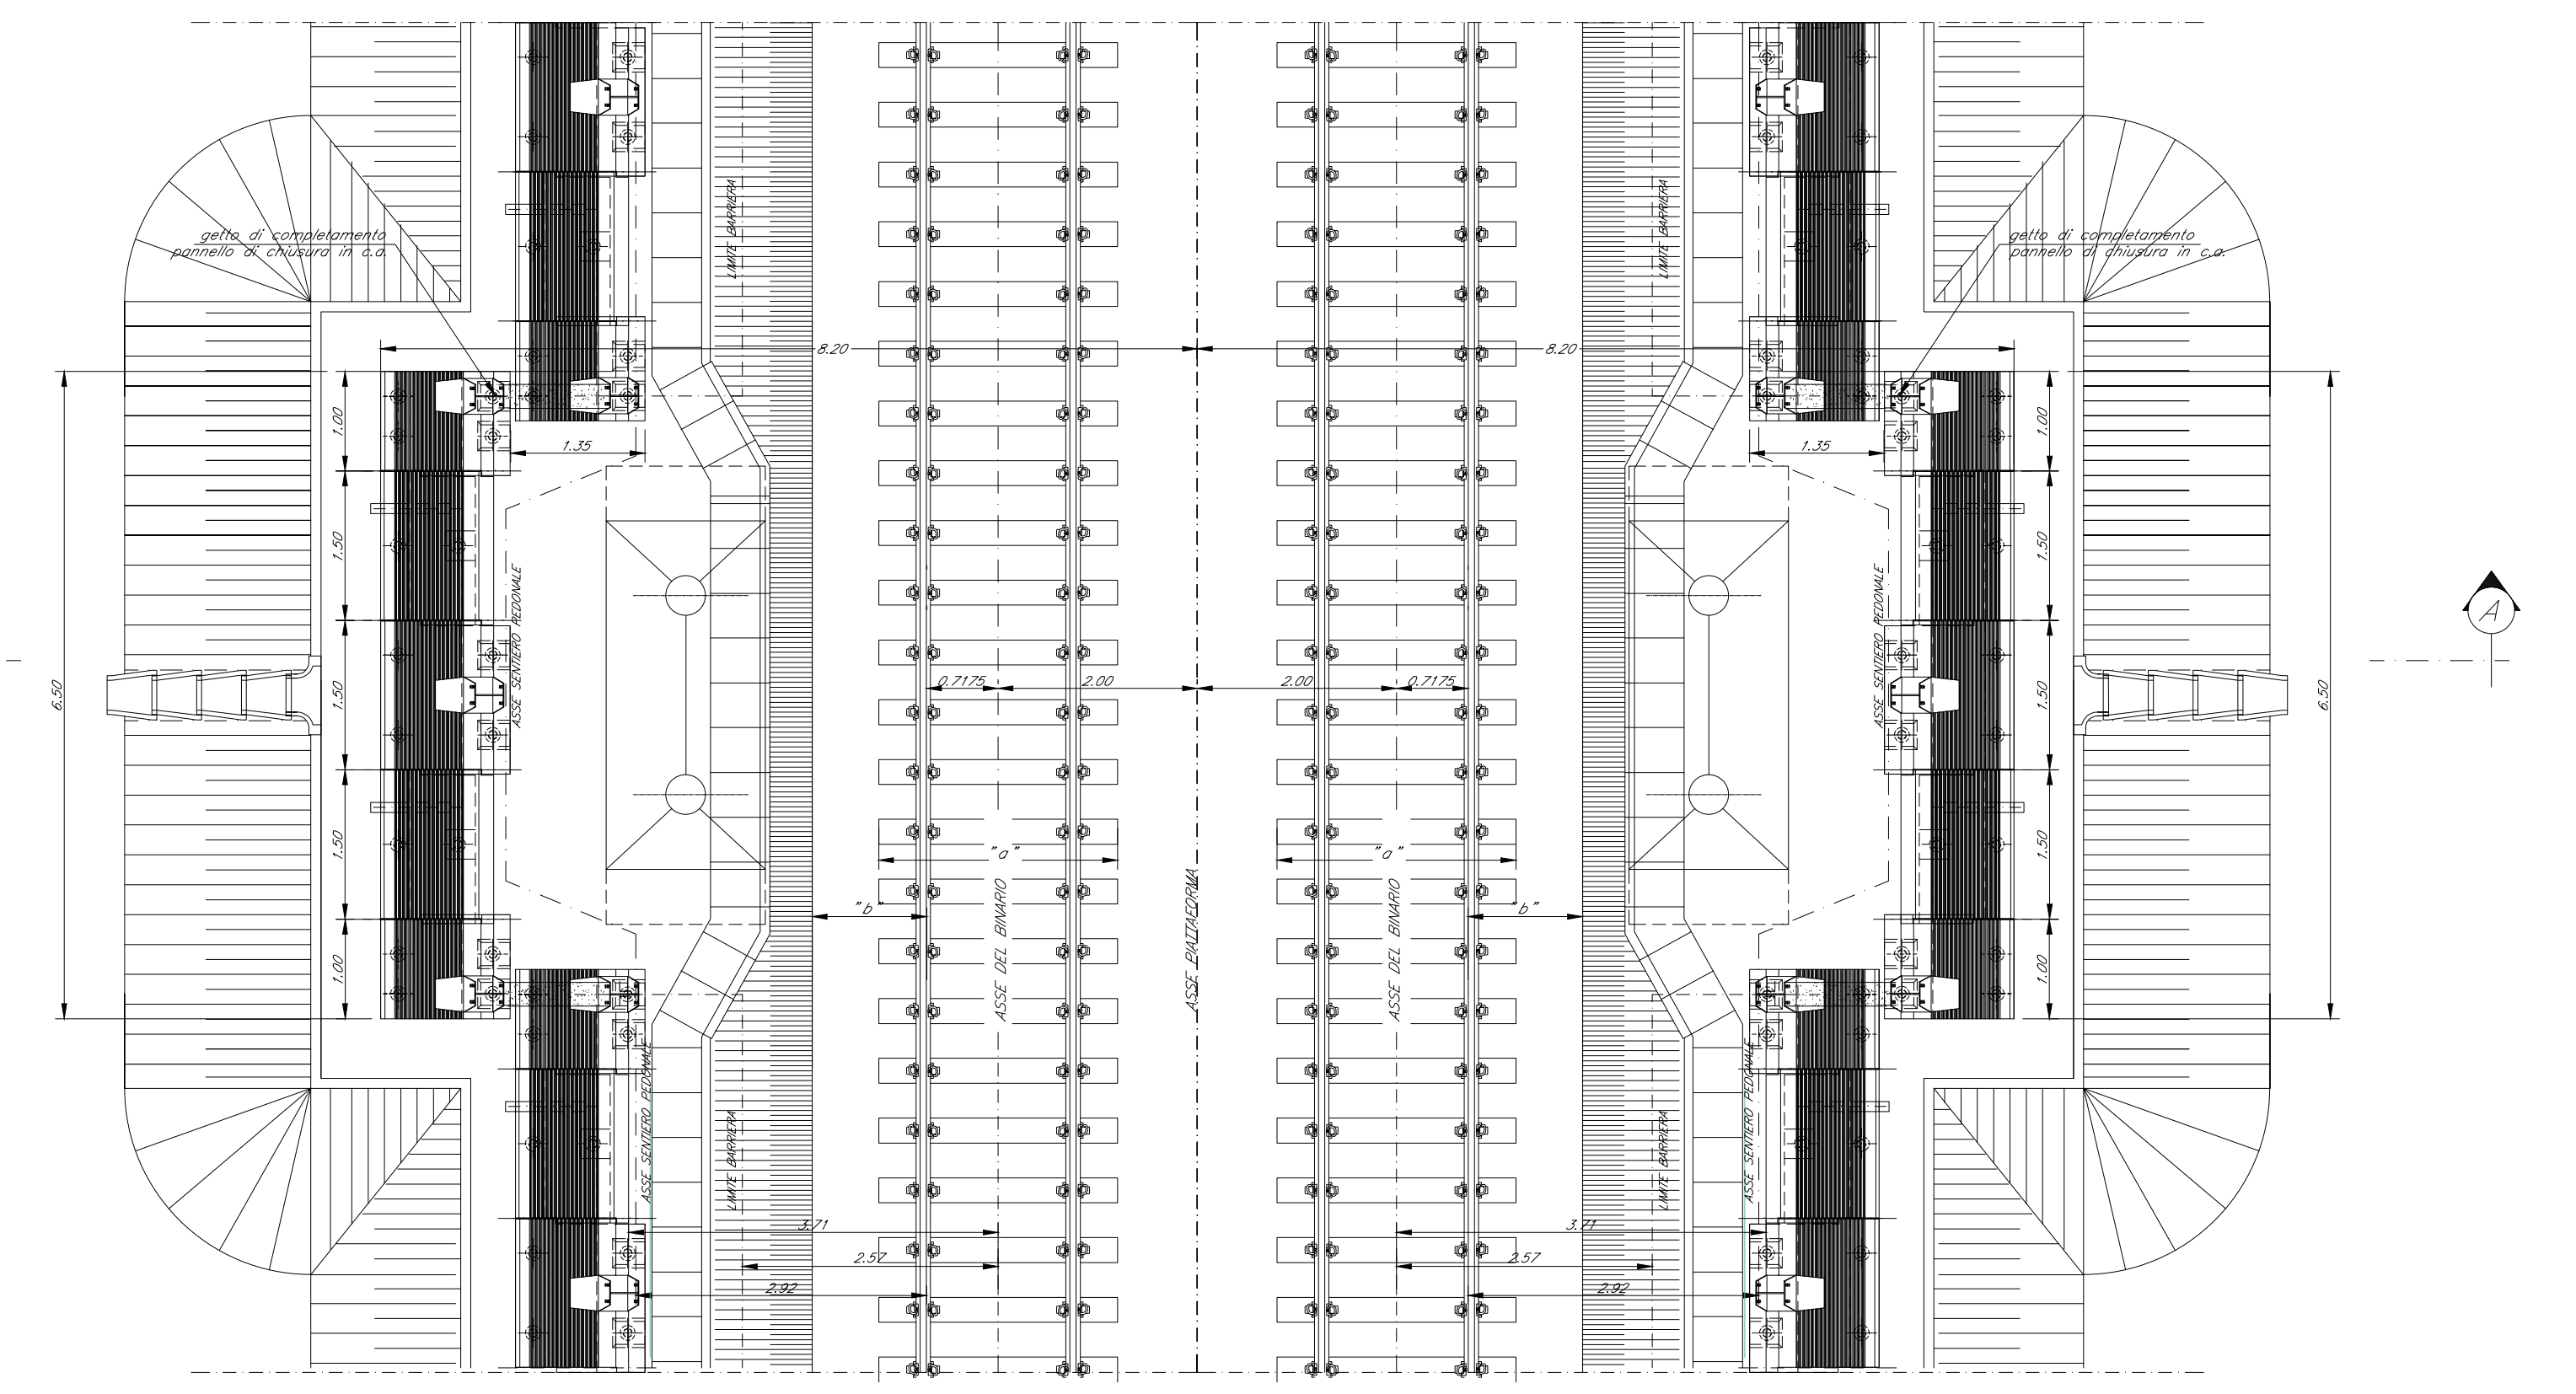 LIMITE BARRIERA
LIMITE BARRIERA
getto di completamento
pannello di chiusura in c.a.
getto di completamento
pannello di chiusura in c.a.
8.20
8.20
1.00
1.00
1.35
1.35
1.50
1.50
ASSE SENTIERO PEDONALE
ASSE SENTIERO PEDONALE
A
6.50
1.50
0.7175
2.00
2.00
0.7175
1.50
6.50
1.50
1.50
"a"
"a"
"b"
"b"
ASSE DEL BINARIO
ASSE PIATTAFORMA
ASSE DEL BINARIO
1.00
1.00
ASSE SENTIERO PEDONALE
LIMITE BARRIERA
LIMITE BARRIERA
ASSE SENTIERO PEDONALE
3.71
3.71
2.57
2.57
2.92
2.92